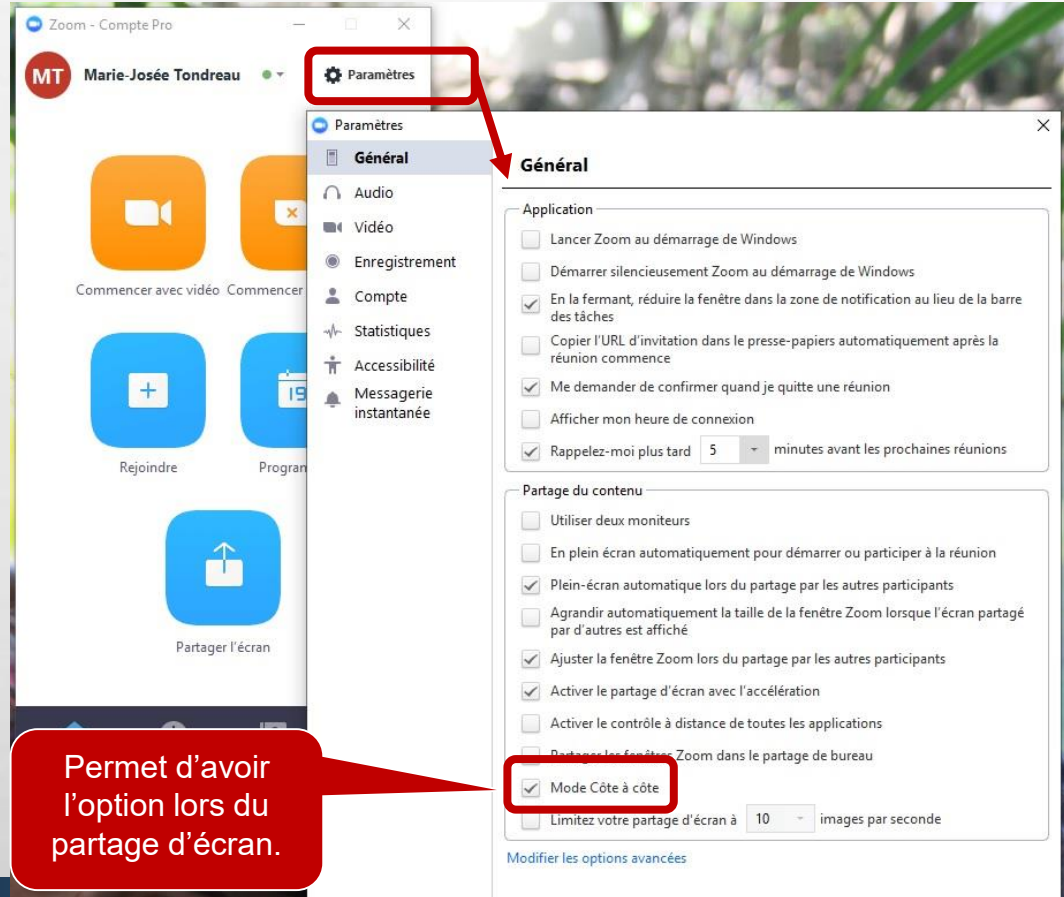 Zoom - Compte Pro
MT
Marie-Josée Tondreau
Paramètres
Commencer avec vidéo
Commencer
19
Rejoindre
Program
Partager l'écran
Paramètres
Général
Audio
Vidéo
Enregistrement
Compte
Statistiques
Accessibilité
Messagerie
instantanée
Général
Application
Lancer Zoom au démarrage de Windows
Démarrer silencieusement Zoom au démarrage de Windows
En la fermant, réduire la fenêtre dans la zone de notification au lieu de la barre
des tâches
Copier l'URL d'invitation dans le presse-papiers automatiquement après la
réunion commence
Me demander de confirmer quand je quitte une réunion
Afficher mon heure de connexion
Rappelez-moi plus tard 5 minutes avant les prochaines réunions
Partage du contenu
Utiliser deux moniteurs
En plein écran automatiquement pour démarrer ou participer à la réunion
Plein-écran automatique lors du partage par les autres participants
Agrandir automatiquement la taille de la fenêtre Zoom lorsque l'écran partagé
par d'autres est affiché
Ajuster la fenêtre Zoom lors du partage par les autres participants
Activer le partage d'écran avec l'accélération
Activer le contrôle à distance de toutes les applications
Partager les fenêtres Zoom dans le partage de bureau
Mode Côte à côte
Limitez votre partage d'écran à 10 images par seconde
Modifier les options avancées
Permet d'avoir
l'option lors du
partage d'écran.